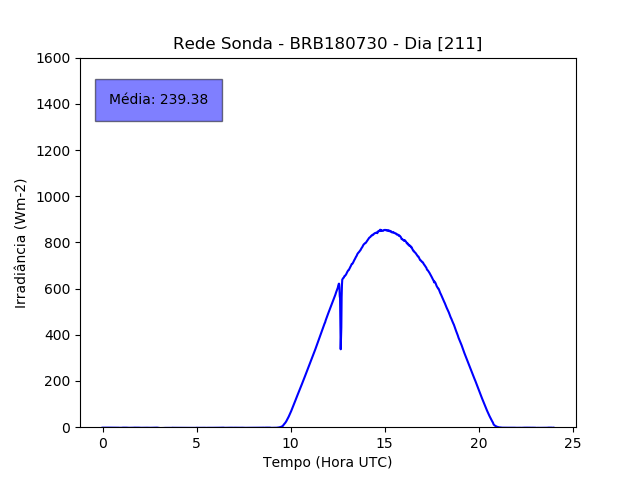 Rede Sonda - BRB180730 - Dia [211]
1600
1400
1200
1000
800
600
400
200
0
Irradiância (Wm-2)
Média: 239.38
0 5 10 15 20 25
Tempo (Hora UTC)